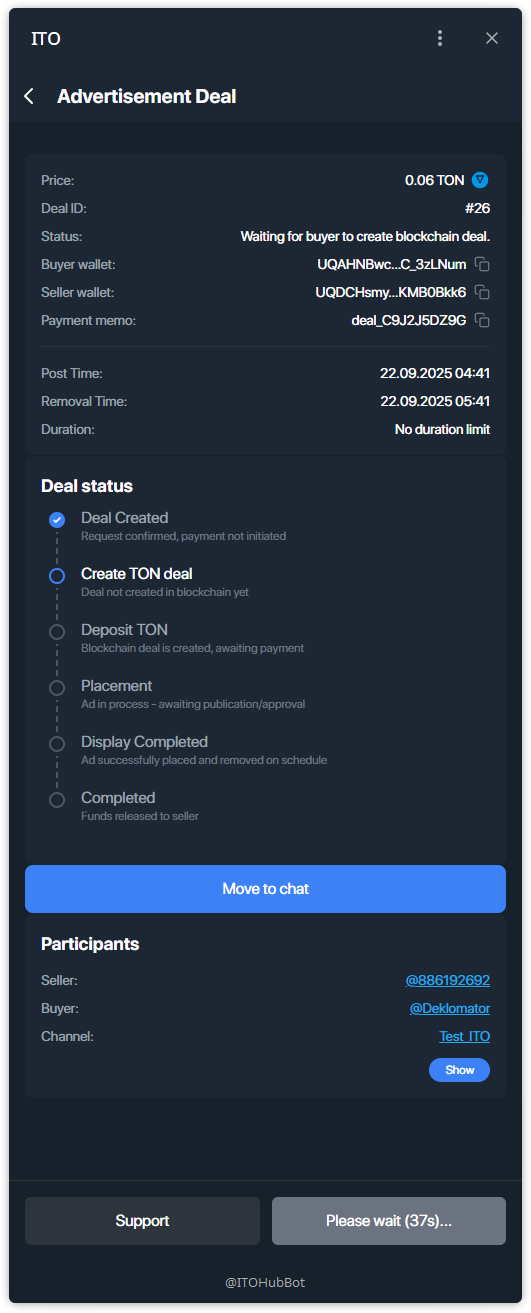 ITO
Advertisement Deal
Price: 0.06 TON
Deal ID: #26
Status: Waiting for buyer to create blockchain deal.
Buyer wallet: UQAHNBwc...C_3zLNum
Seller wallet: UQDCHsmy...KMB0Bkk6
Payment memo: deal_C9J2J5DZ9G
Post Time: 22.09.2025 04:41
Removal Time: 22.09.2025 05:41
Duration: No duration limit
Deal status
Deal Created
Request confirmed, payment not initiated
Create TON deal
Deal not created in blockchain yet
Deposit TON
Blockchain deal is created, awaiting payment
Placement
Ad in process - awaiting publication/approval
Display Completed
Ad successfully placed and removed on schedule
Completed
Funds released to seller
Move to chat
Participants
Seller: @886192692
Buyer: @Deklomator
Channel: Test_ITO
Show
Support Please wait (37s)...
@ITOHubBot